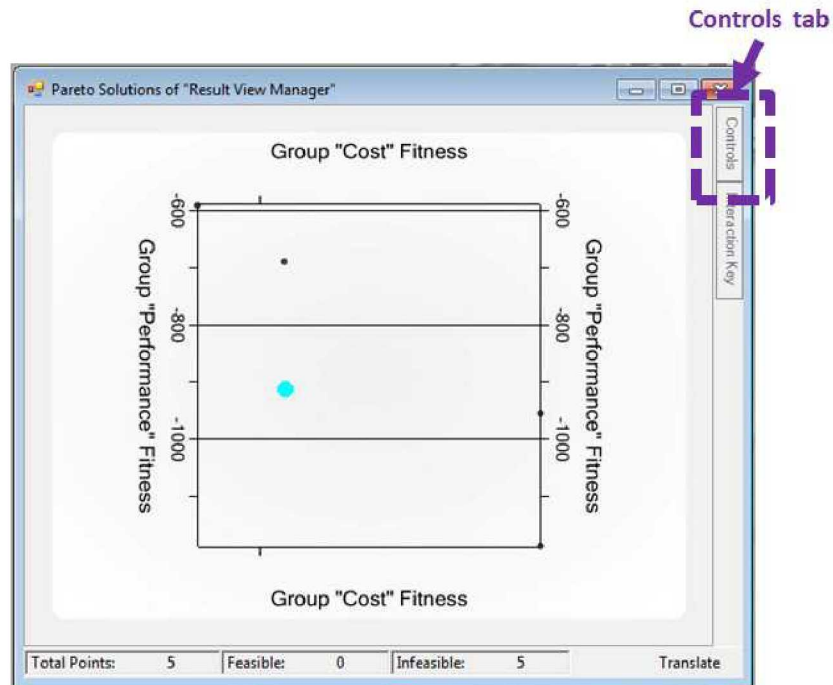 Controls tab
Pareto Solutions of "Result View Manager"
Controls
Group "Cost" Fitness
-600
-600
Interaction Key
Group "Performance" Fitness
Group "Performance" Fitness
-800
-800
-1000
-1000
Group "Cost" Fitness
Total Points: 5 Feasible: 0 Infeasible: 5 Translate